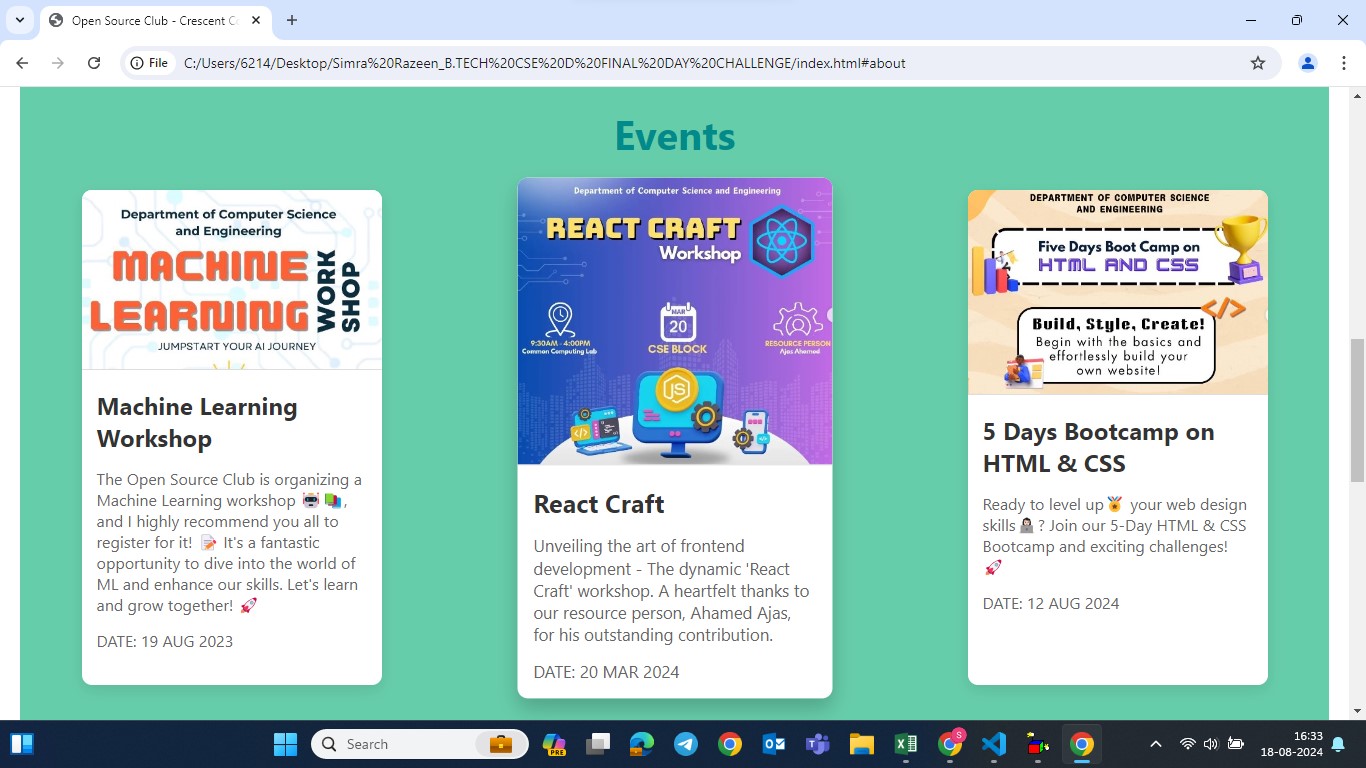 Open Source Club - Crescent C
File
C:/Users/6214/Desktop/Simra%20Razeen_B.TECH%20CSE%20D%20FINAL%20DAY%20CHALLENGE/index.html#about
Events
Department of Computer Science
and Engineering
MACHINE
LEARNING
WORK
SHOP
JUMPSTART YOUR AI JOURNEY
Machine Learning
Workshop
The Open Source Club is organizing a
Machine Learning workshop 🤖 📚,
and I highly recommend you all to
register for it! 📝 It's a fantastic
opportunity to dive into the world of
ML and enhance our skills. Let's learn
and grow together! 🚀
DATE: 19 AUG 2023
Department of Computer Science and Engineering
REACT CRAFT
Workshop
9:30AM - 4:00PM
Common Computing Lab
MAR
20
CSE BLOCK
RESOURCE PERSON
Ajas Ahamed
JS
React Craft
Unveiling the art of frontend
development - The dynamic 'React
Craft' workshop. A heartfelt thanks to
our resource person, Ahamed Ajas,
for his outstanding contribution.
DATE: 20 MAR 2024
DEPARTMENT OF COMPUTER SCIENCE
AND ENGINEERING
Five Days Boot Camp on
HTML AND CSS
Build, Style, Create!
Begin with the basics and
effortlessly build your
own website!
5 Days Bootcamp on
HTML & CSS
Ready to level up🏅 your web design
skills👩🏻‍💻? Join our 5-Day HTML & CSS
Bootcamp and exciting challenges!
🚀
DATE: 12 AUG 2024
Search
PRE
S
16:33
18-08-2024